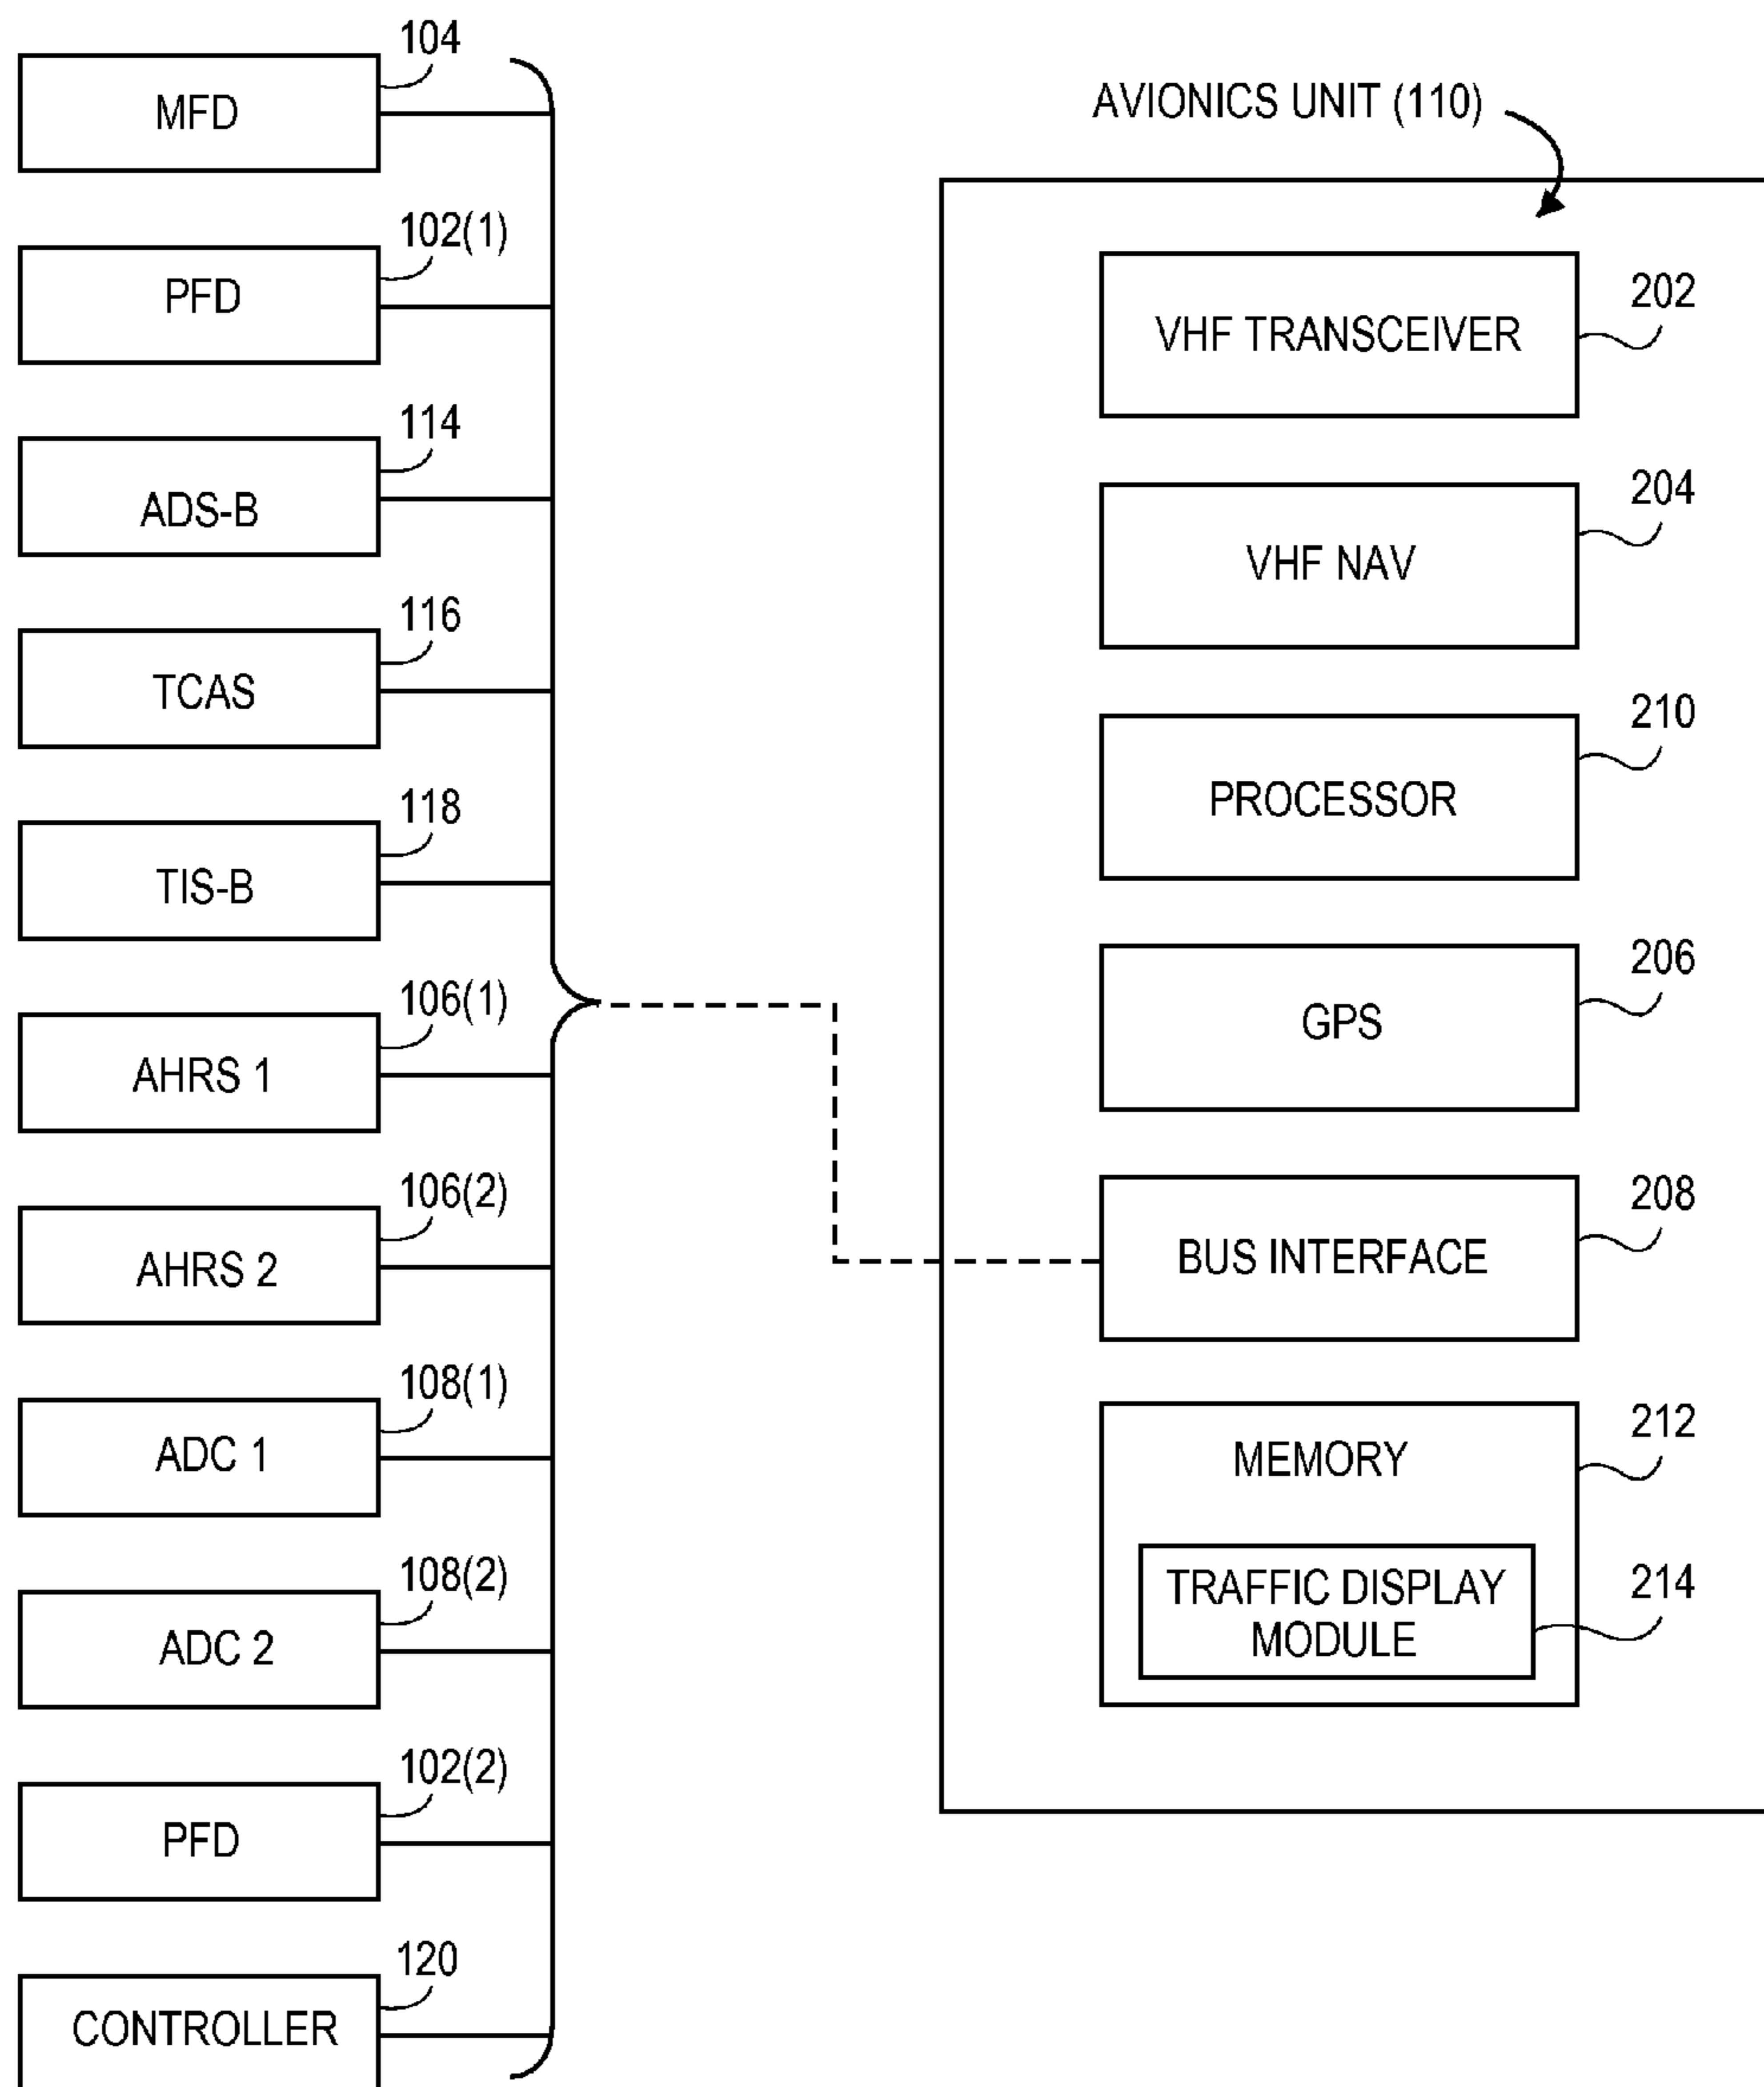 104
MFD
102(1)
PFD
114
ADS-B
116
TCAS
118
TIS-B
106(1)
AHRS 1
106(2)
AHRS 2
108(1)
ADC 1
108(2)
ADC 2
102(2)
PFD
120
CONTROLLER
AVIONICS UNIT (110)
202
VHF TRANSCEIVER
204
VHF NAV
210
PROCESSOR
206
GPS
208
BUS INTERFACE
212
MEMORY
214
TRAFFIC DISPLAY
MODULE